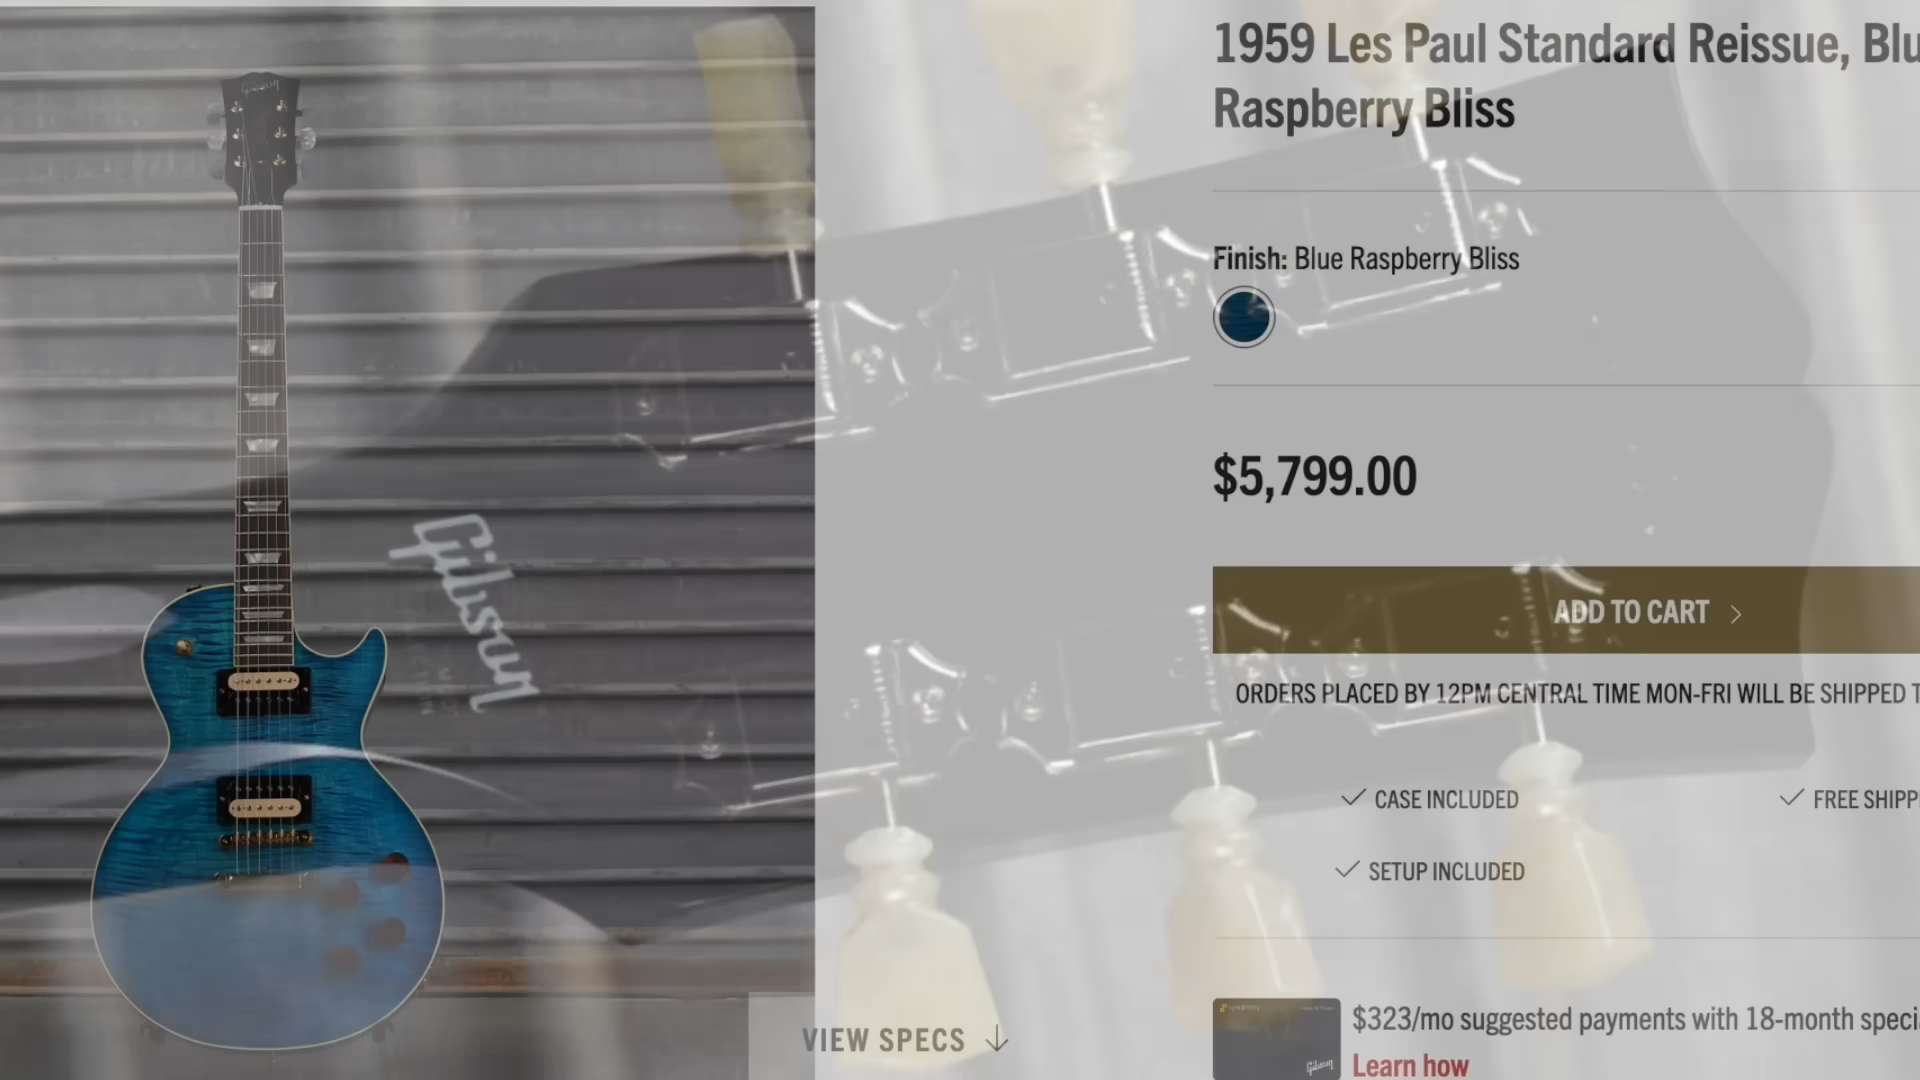 1959 Les Paul Standard Reissue, Blu
Raspberry Bliss
Gibson
Finish: Blue Raspberry Bliss
$5,799.00
Gibson
ADD TO CART
ORDERS PLACED BY 12PM CENTRAL TIME MON-FRI WILL BE SHIPPED T
CASE INCLUDED
FREE SHIPP
SETUP INCLUDED
VIEW SPECS
$323/mo suggested payments with 18-month speci
Gibson
Learn how